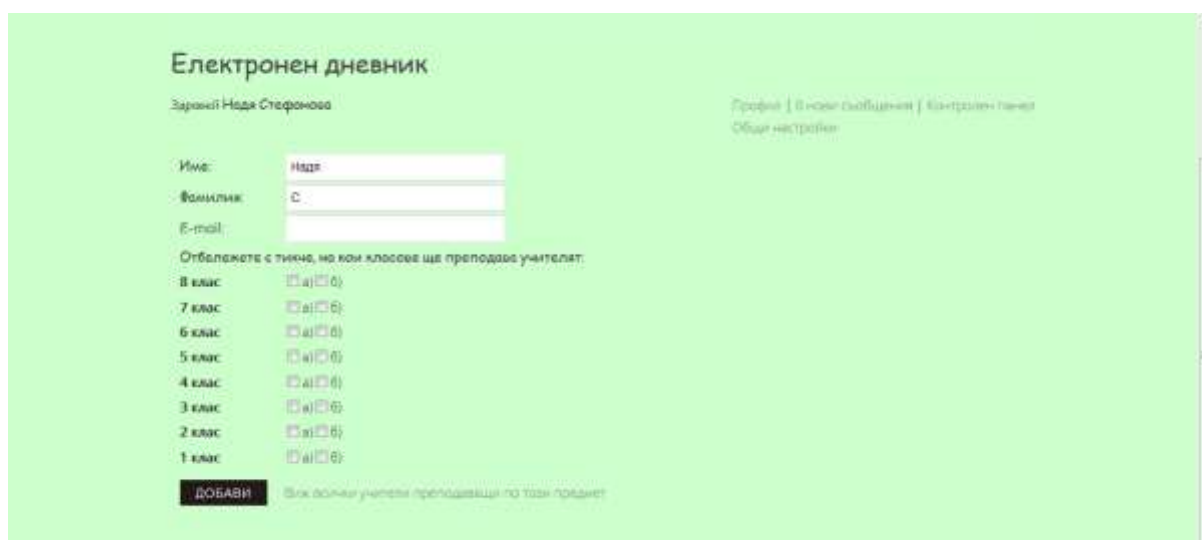 Електронен дневник
Здравей Надя Стефанова
Профил | 0 нови съобщения | Контролен панел
Общи настройки
Име: Надя
Фамилия: С
E-mail:
Отбележете с тикче, на кои класове ще преподава учителят:
8 клас а) б)
7 клас а) б)
6 клас а) б)
5 клас а) б)
4 клас а) б)
3 клас а) б)
2 клас а) б)
1 клас а) б)
ДОБАВИ Виж всички учители преподаващи по този предмет